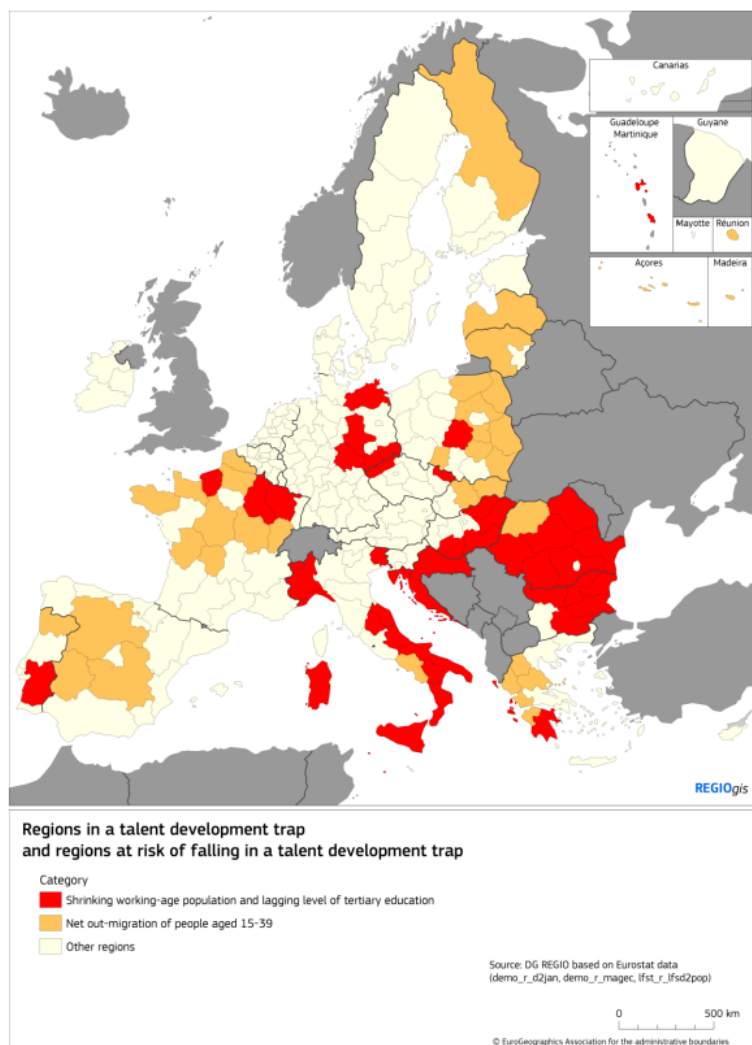 Canarias
Guadeloupe
Martinique
Guyane
Mayotte
Réunion
Açores
Madeira
REGIOgis
Regions in a talent development trap
and regions at risk of falling in a talent development trap
Category
Shrinking working-age population and lagging level of tertiary education
Net out-migration of people aged 15-39
Other regions
Source: DG REGIO based on Eurostat data
(demo_r_d2jan, demo_r_magec, lfst_r_lfsd2pop)
0 500 km
© EuroGeographics Association for the administrative boundaries